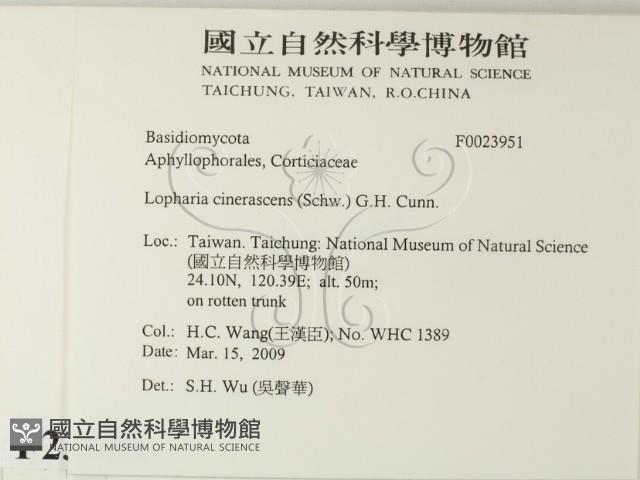 國立自然科學博物館
NATIONAL MUSEUM OF NATURAL SCIENCE
TAICHUNG, TAIWAN, R.O.CHINA
Basidiomycota F0023951
Aphyllophorales, Corticiaceae
Lopharia cinerascens (Schw.) G.H. Cunn.
Loc.: Taiwan. Taichung: National Museum of Natural Science
(國立自然科學博物館)
24.10N, 120.39E; alt. 50m;
on rotten trunk
Col.: H.C. Wang(王漢臣); No. WHC 1389
Date: Mar. 15, 2009
Det.: S.H. Wu (吳聲華)
國立自然科學博物館
NATIONAL MUSEUM OF NATURAL SCIENCE